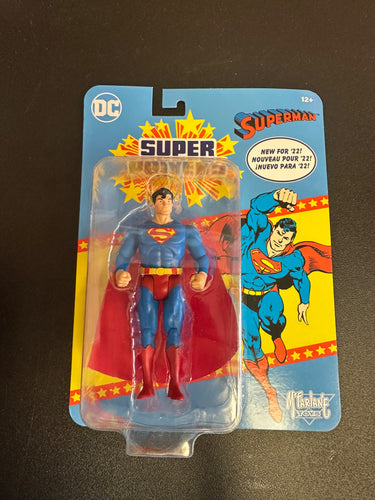 DC
12+
SUPERMAN
SUPER
NEW FOR '22!
NOUVEAU POUR '22!
¡NUEVO PARA '22!
McFARLANE
TOYS